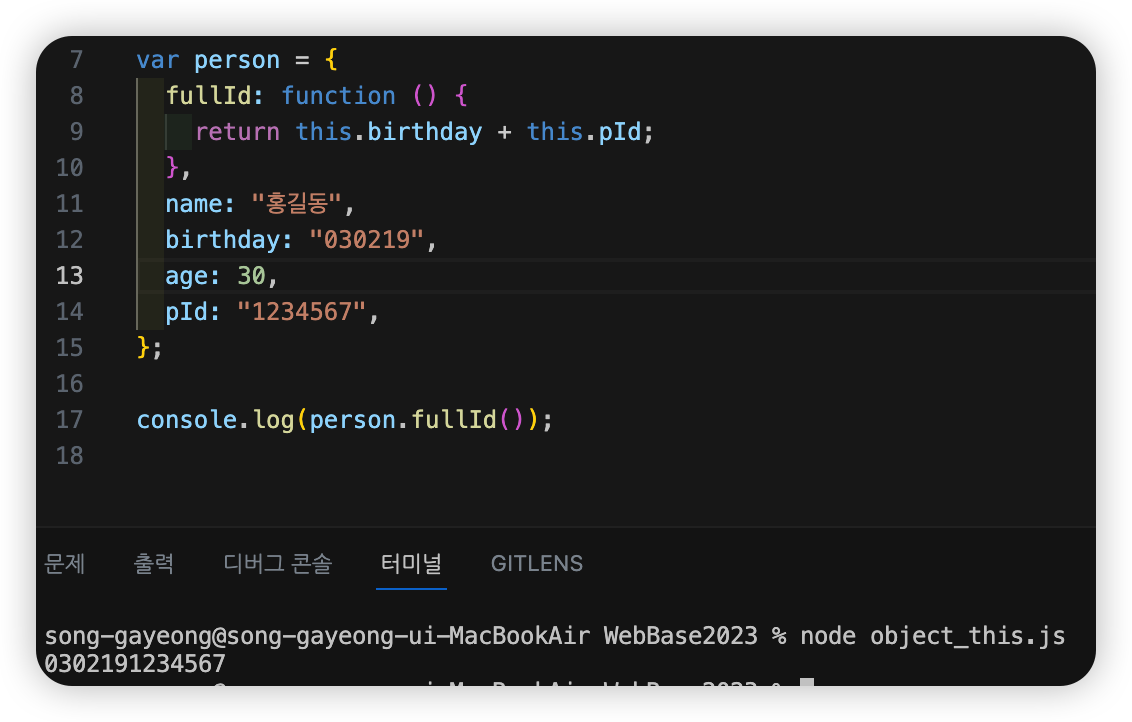 7 var person = {
8 fullId: function () {
9 return this.birthday + this.pId;
10 },
11 name: "홍길동",
12 birthday: "030219",
13 age: 30,
14 pId: "1234567",
15 };
16
17 console.log(person.fullId());
18
문제 출력 디버그 콘솔 터미널 GITLENS
song-gayeong@song-gayeong-ui-MacBookAir WebBase2023 % node object_this.js
0302191234567